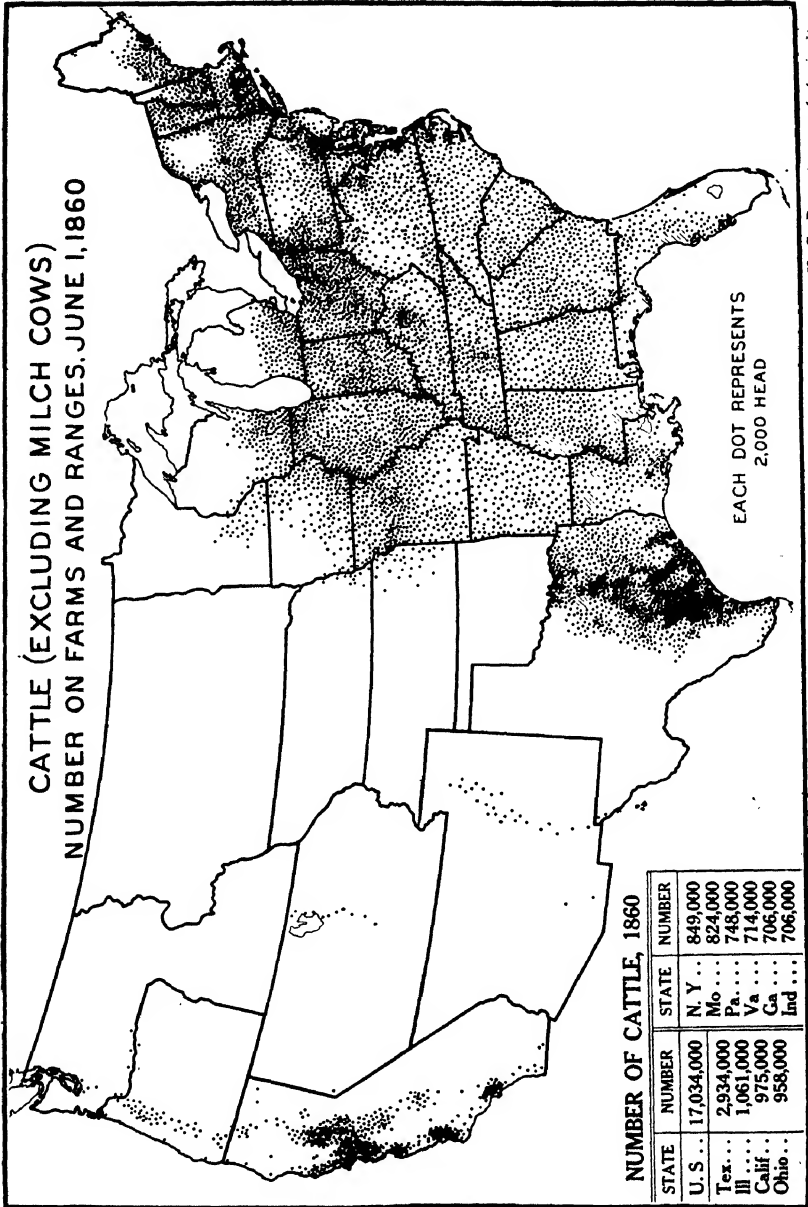 CATTLE (EXCLUDING MILCH COWS)
NUMBER ON FARMS AND RANGES, JUNE 1, 1860
EACH DOT REPRESENTS
2,000 HEAD
NUMBER OF CATTLE, 1860
STATE NUMBER STATE NUMBER
U.S.. 17,034,000 N.Y.. 849,000
Tex... 2,934,000 Mo.... 824,000
Ill .... 1,061,000 Pa.... 748,000
Calif.. 975,000 Va.... 714,000
Ohio.. 958,000 Ga.... 706,000
Ind ... 706,000